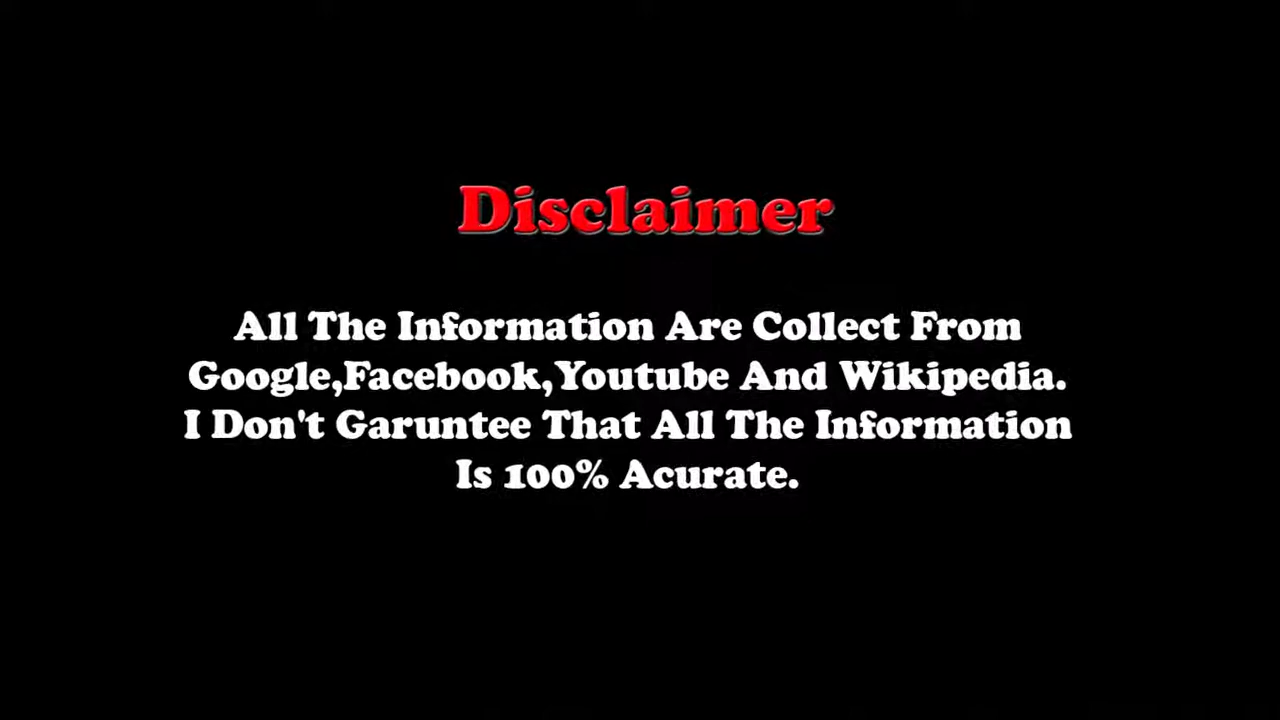 Disclaimer
All The Information Are Collect From
Google,Facebook,Youtube And Wikipedia.
I Don't Garuntee That All The Information
Is 100% Acurate.